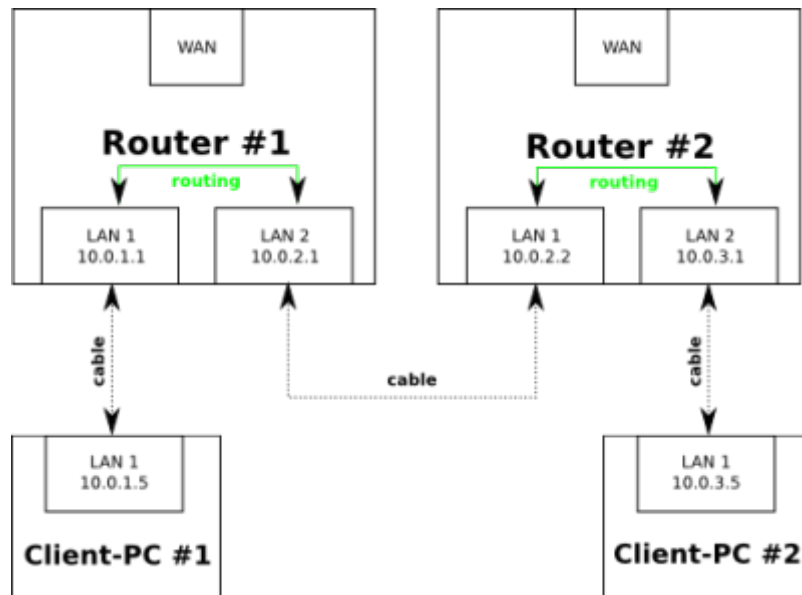 WAN
Router #1
routing
LAN 1
10.0.1.1
LAN 2
10.0.2.1
WAN
Router #2
routing
LAN 1
10.0.2.2
LAN 2
10.0.3.1
cable
cable
cable
LAN 1
10.0.1.5
Client-PC #1
LAN 1
10.0.3.5
Client-PC #2